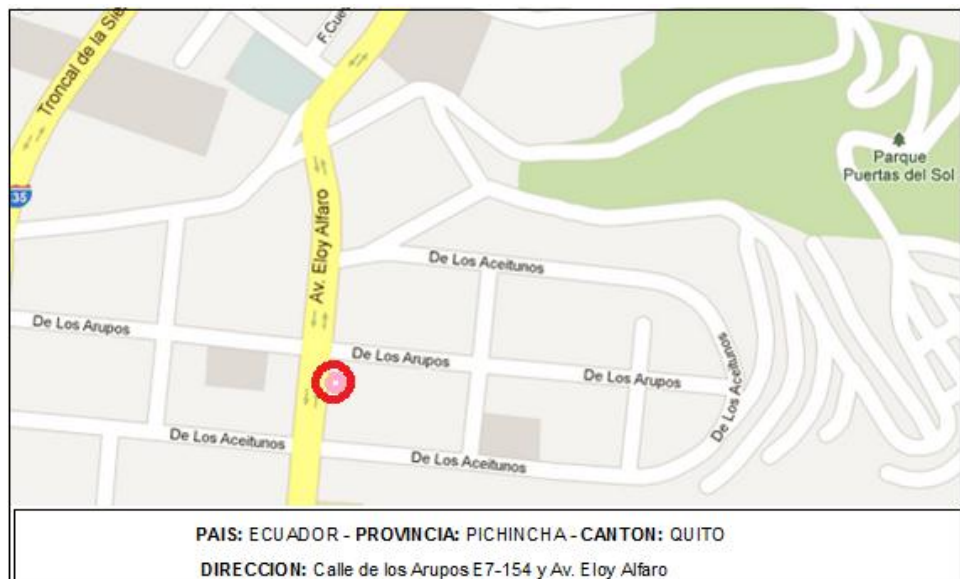 Troncal de la Sie
F.Cue
35
Parque
Puertas del Sol
Av. Eloy Alfaro
De Los Aceitunos
De Los Arupos
De Los Arupos
De Los Arupos
De Los Aceitunos
De Los Aceitunos
De Los Aceitunos
PAIS: ECUADOR - PROVINCIA: PICHINCHA - CANTON: QUITO
DIRECCION: Calle de los Arupos E7-154 y Av. Eloy Alfaro